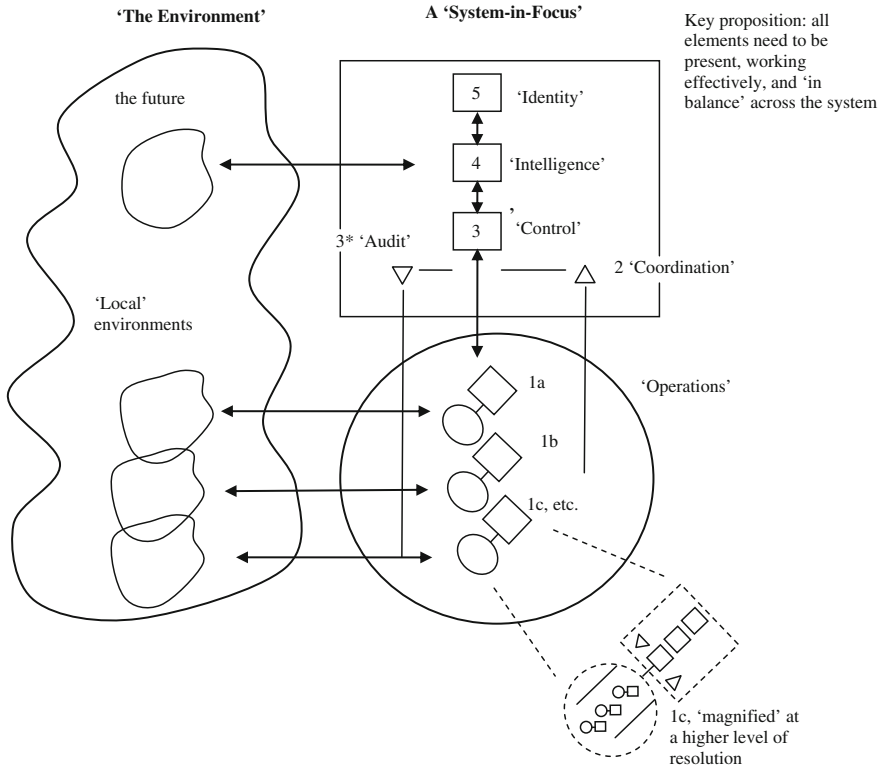 ‘The Environment’
A ‘System-in-Focus’
Key proposition: all
elements need to be
present, working
effectively, and ‘in
balance’ across the system
the future
5
‘Identity’
4
‘Intelligence’
3
’
‘Control’
3* ‘Audit’
2 ‘Coordination’
‘Local’
environments
‘Operations’
1a
1b
1c, etc.
1c, ‘magnified’ at
a higher level of
resolution